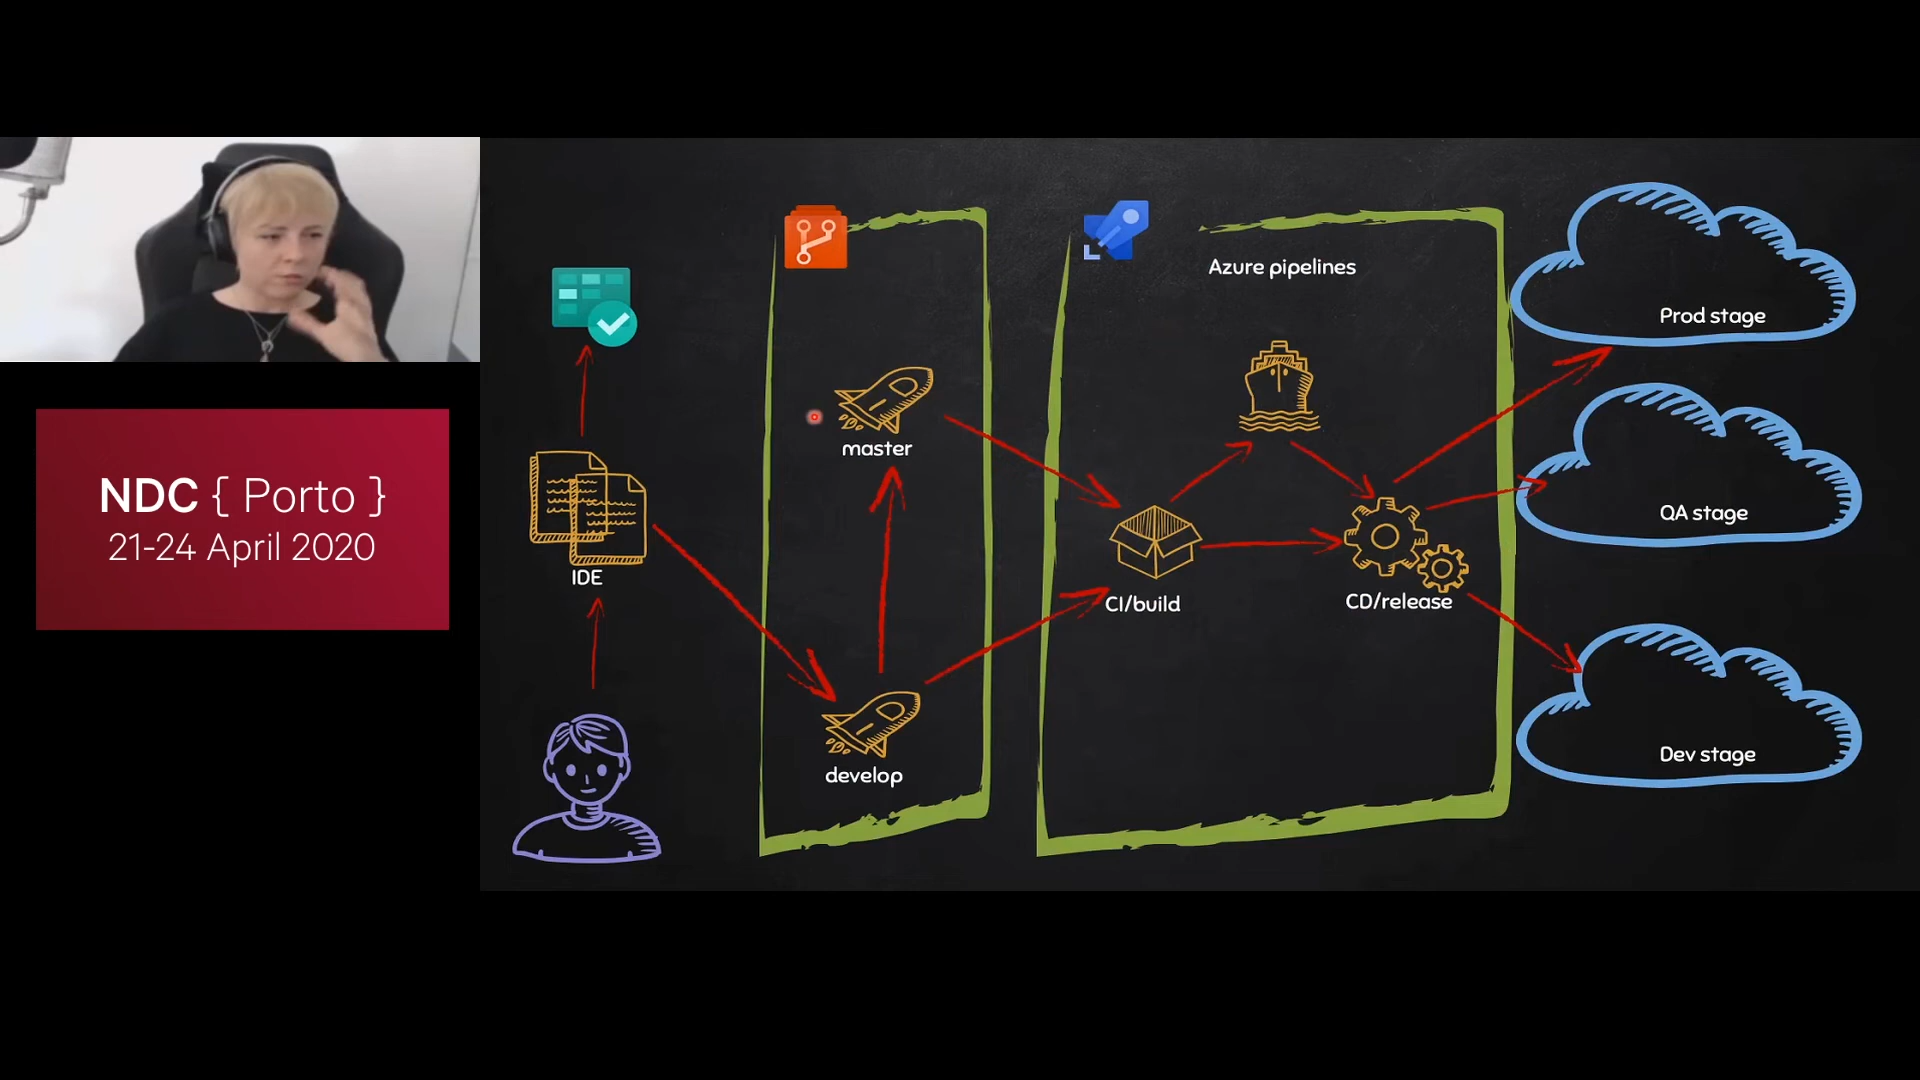 NDC { Porto }
21-24 April 2020
IDE
master
develop
Azure pipelines
CI/build
CD/release
Prod stage
QA stage
Dev stage